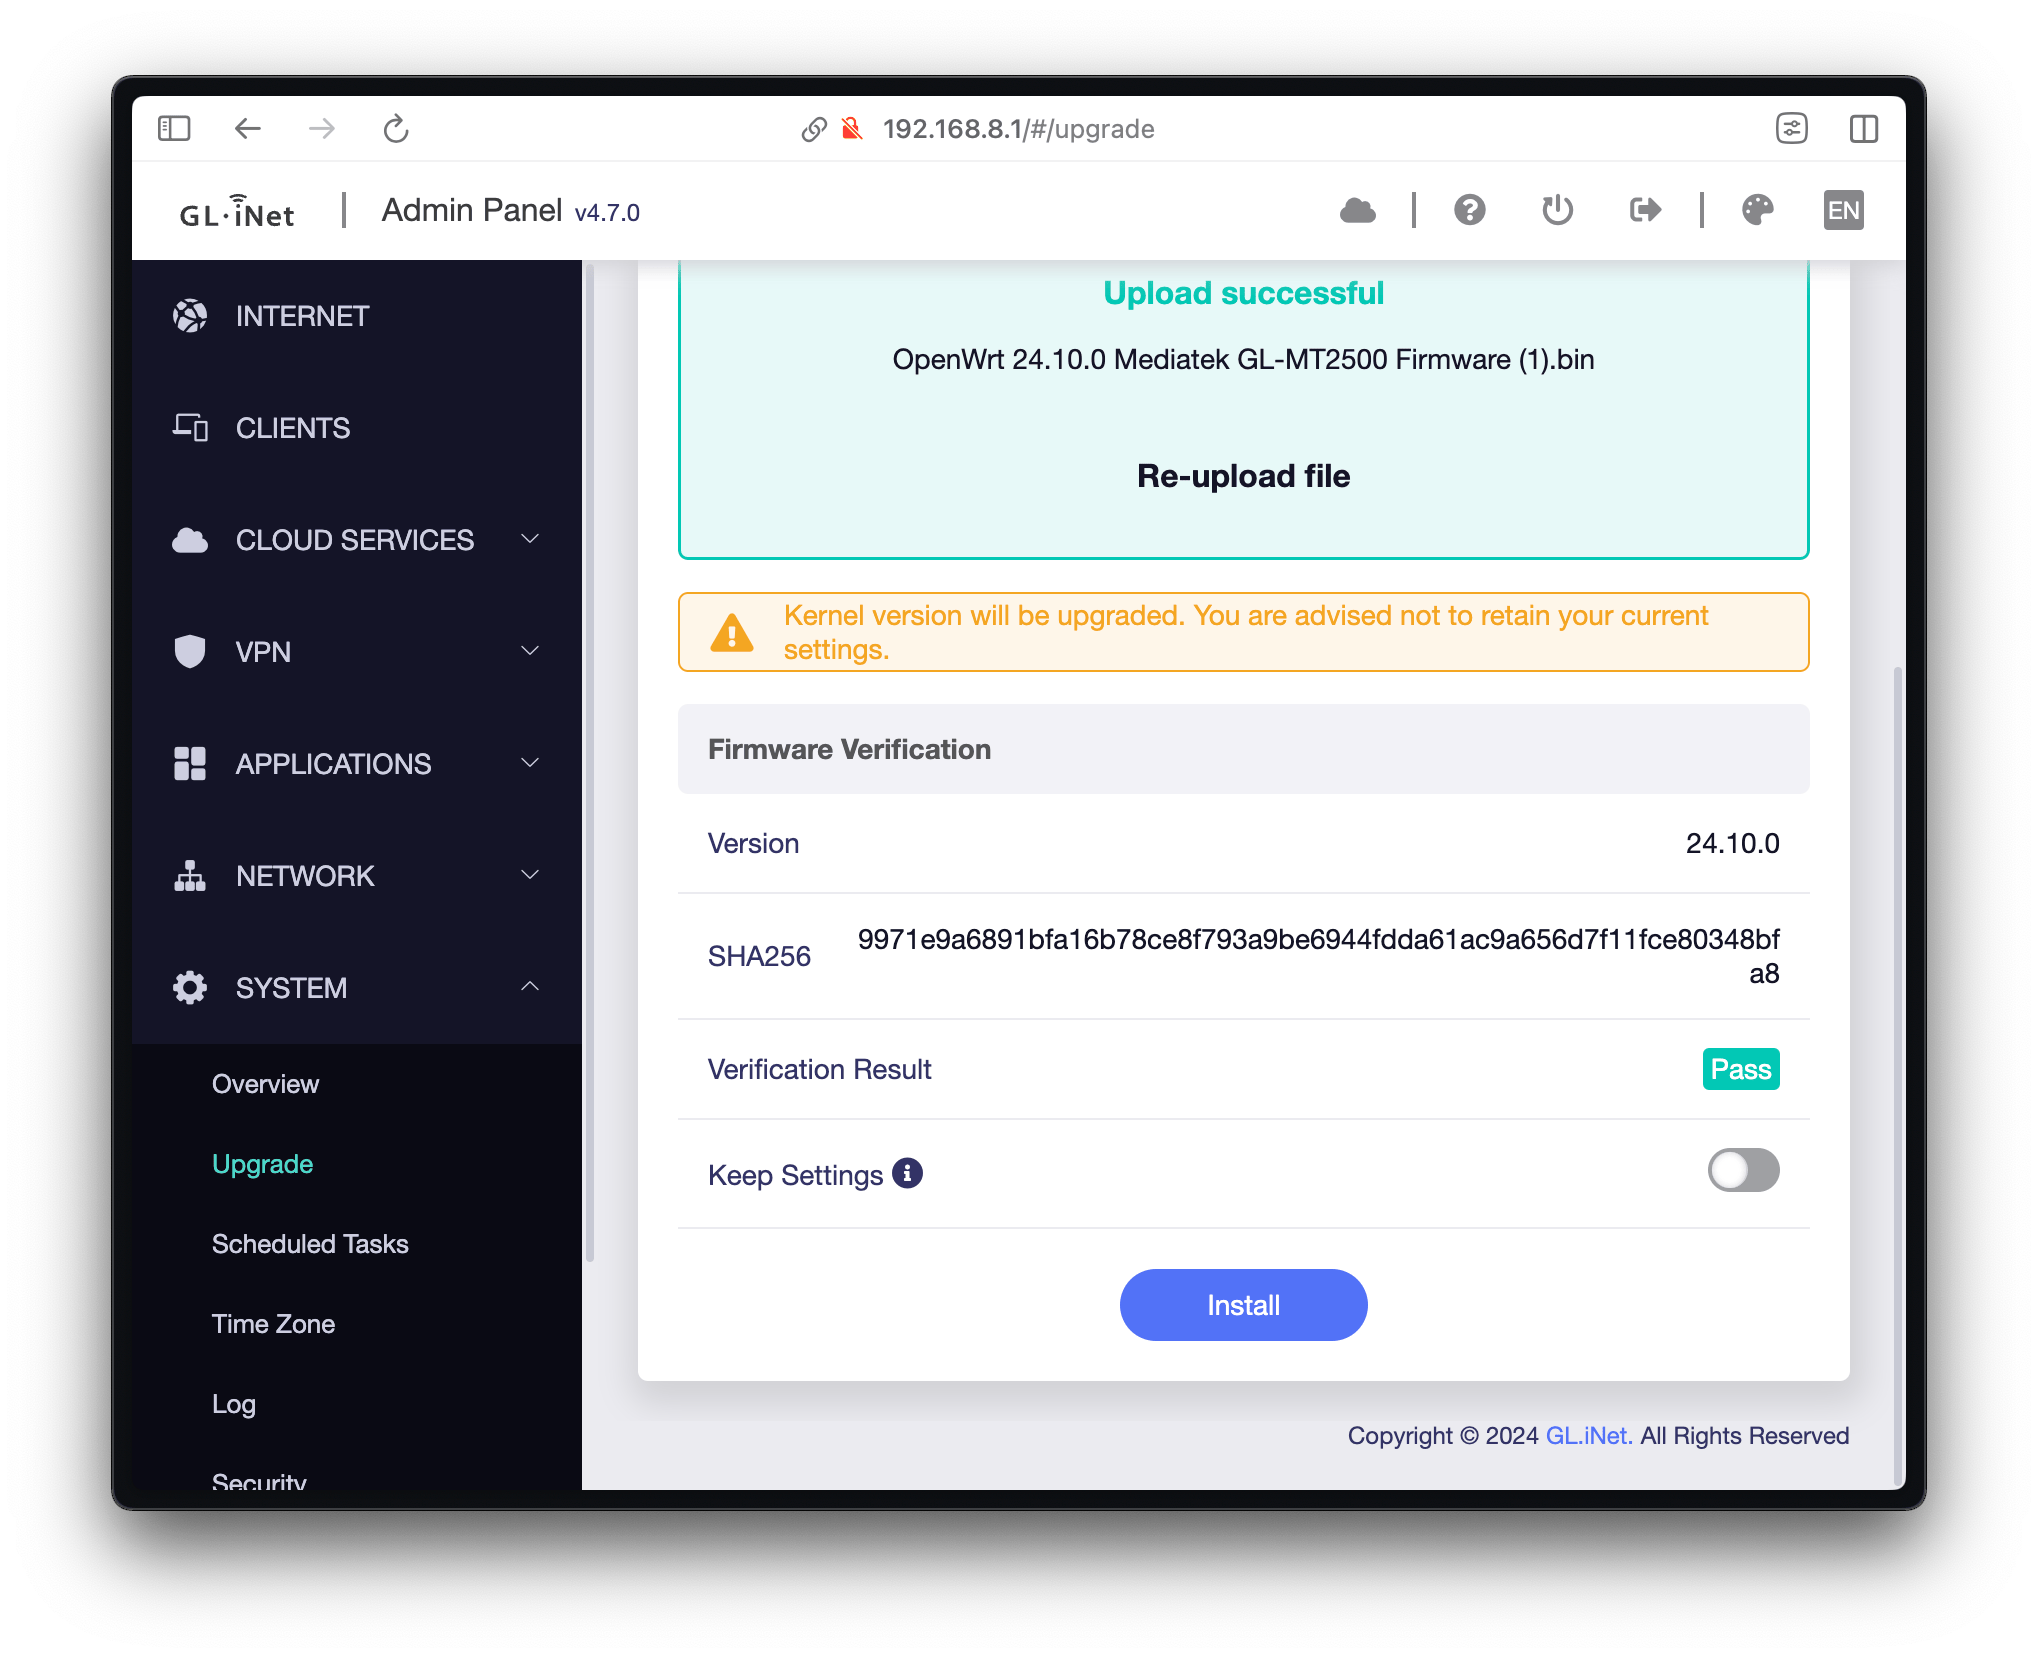 192.168.8.1/#/upgrade
GL·iNet
Admin Panel v4.7.0
EN
INTERNET
CLIENTS
CLOUD SERVICES
VPN
APPLICATIONS
NETWORK
SYSTEM
Overview
Upgrade
Scheduled Tasks
Time Zone
Log
Security
Upload successful
OpenWrt 24.10.0 Mediatek GL-MT2500 Firmware (1).bin
Re-upload file
Kernel version will be upgraded. You are advised not to retain your current
settings.
Firmware Verification
Version 24.10.0
SHA256 9971e9a6891bfa16b78ce8f793a9be6944fdda61ac9a656d7f11fce80348bf
a8
Verification Result Pass
Keep Settings
Install
Copyright © 2024 GL.iNet. All Rights Reserved